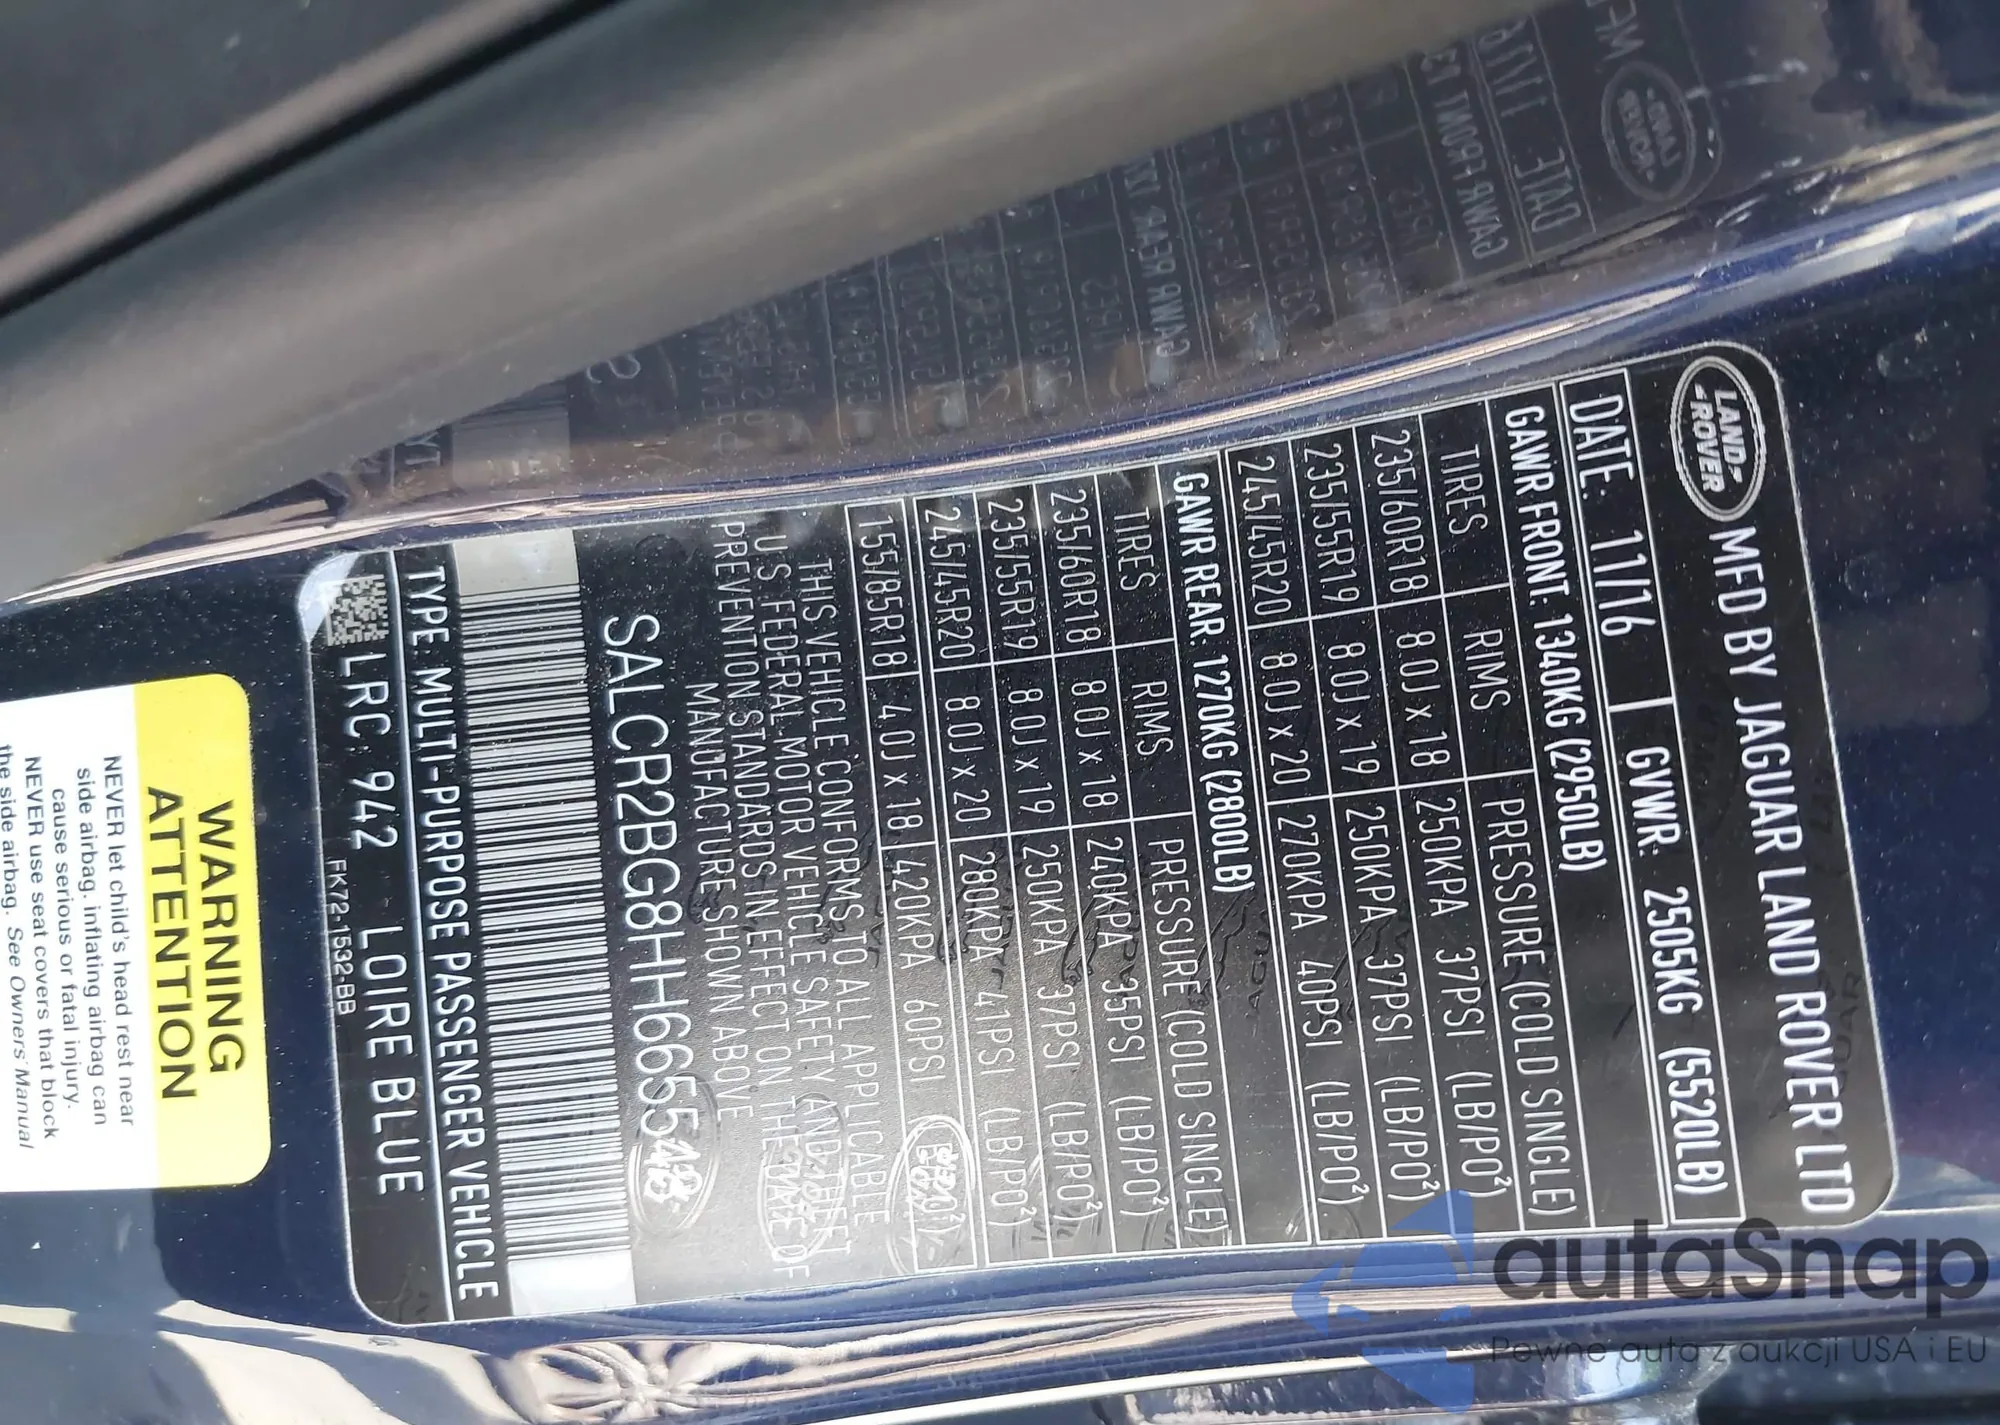 LAND-
-ROVER
MFD BY JAGUAR LAND ROVER LTD
DATE: 11/16 GVWR: 2505KG (5520LB)
GAWR FRONT: 1340KG (2950LB)
TIRES RIMS PRESSURE (COLD SINGLE)
235/60R18 8.0J x 18 250KPA 37PSI (LB/PO²)
235/55R19 8.0J x 19 250KPA 37PSI (LB/PO²)
245/45R20 8.0J x 20 270KPA 40PSI (LB/PO²)
GAWR REAR: 1270KG (2800LB)
TIRES RIMS PRESSURE (COLD SINGLE)
235/60R18 8.0J x 18 240KPA 35PSI (LB/PO²)
235/55R19 8.0J x 19 250KPA 37PSI (LB/PO²)
245/45R20 8.0J x 20 280KPA 41PSI (LB/PO²)
155/85R18 4.0J x 18 420KPA 60PSI
THIS VEHICLE CONFORMS TO ALL APPLICABLE
U.S. FEDERAL MOTOR VEHICLE SAFETY AND THEFT
PREVENTION STANDARDS IN EFFECT ON THE DATE OF
MANUFACTURE SHOWN ABOVE
TYPE: MULTI-PURPOSE PASSENGER VEHICLE
LRC: 942 LOIRE BLUE
FK72-1532-BB
WARNING
ATTENTION
NEVER let child's head rest near
side airbag. inflating airbag can
cause serious or fatal injury.
NEVER use seat covers that block
the side airbag. See Owners Manual
autaSnap
Pewne auta z aukcji USA i EU